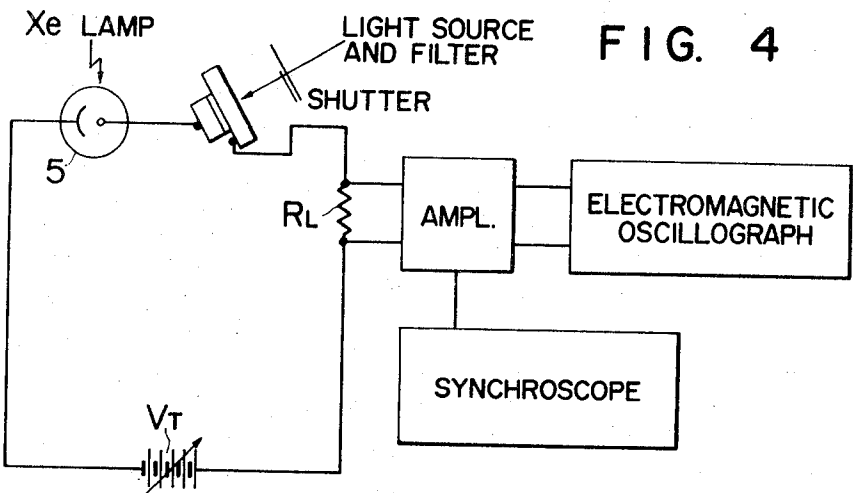 Xe LAMP
LIGHT SOURCE
AND FILTER
FIG. 4
SHUTTER
5
RL
AMPL.
ELECTROMAGNETIC
OSCILLOGRAPH
SYNCHROSCOPE
VT